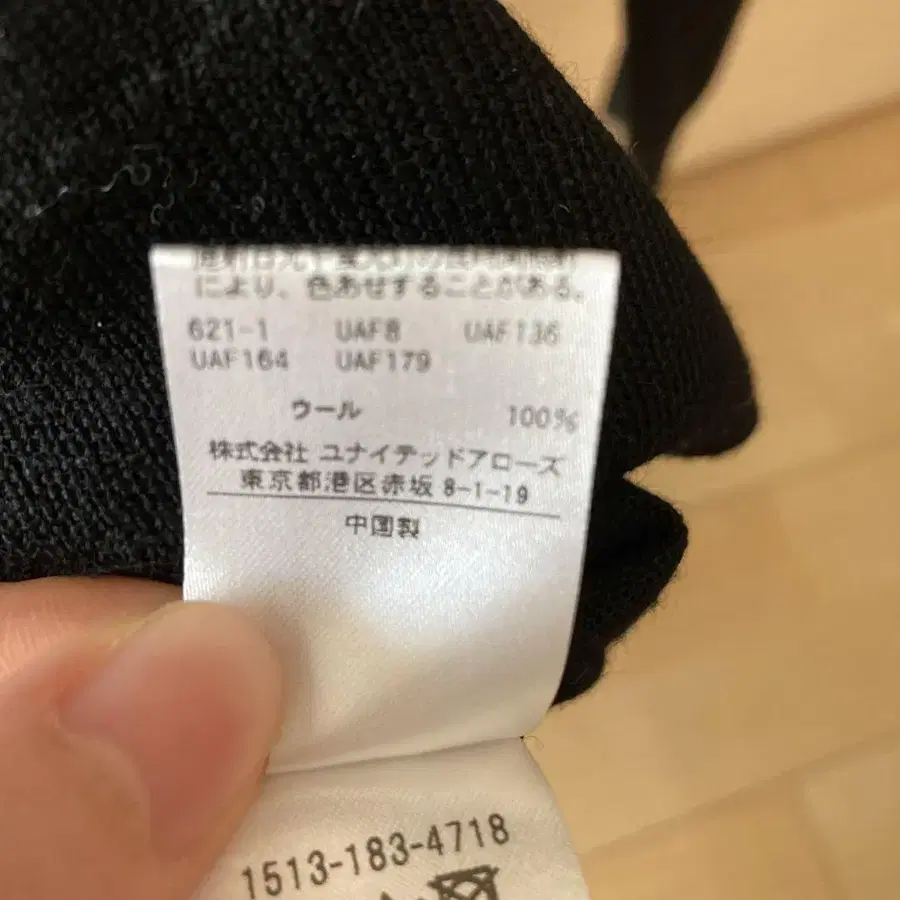 により、色あせすることがある。
621-1 UAF8 UAF136
UAF164 UAF179
ウール 100%
株式会社 ユナイテッドアローズ
東京都港区赤坂 8-1-19
中国製
1513-183-4718